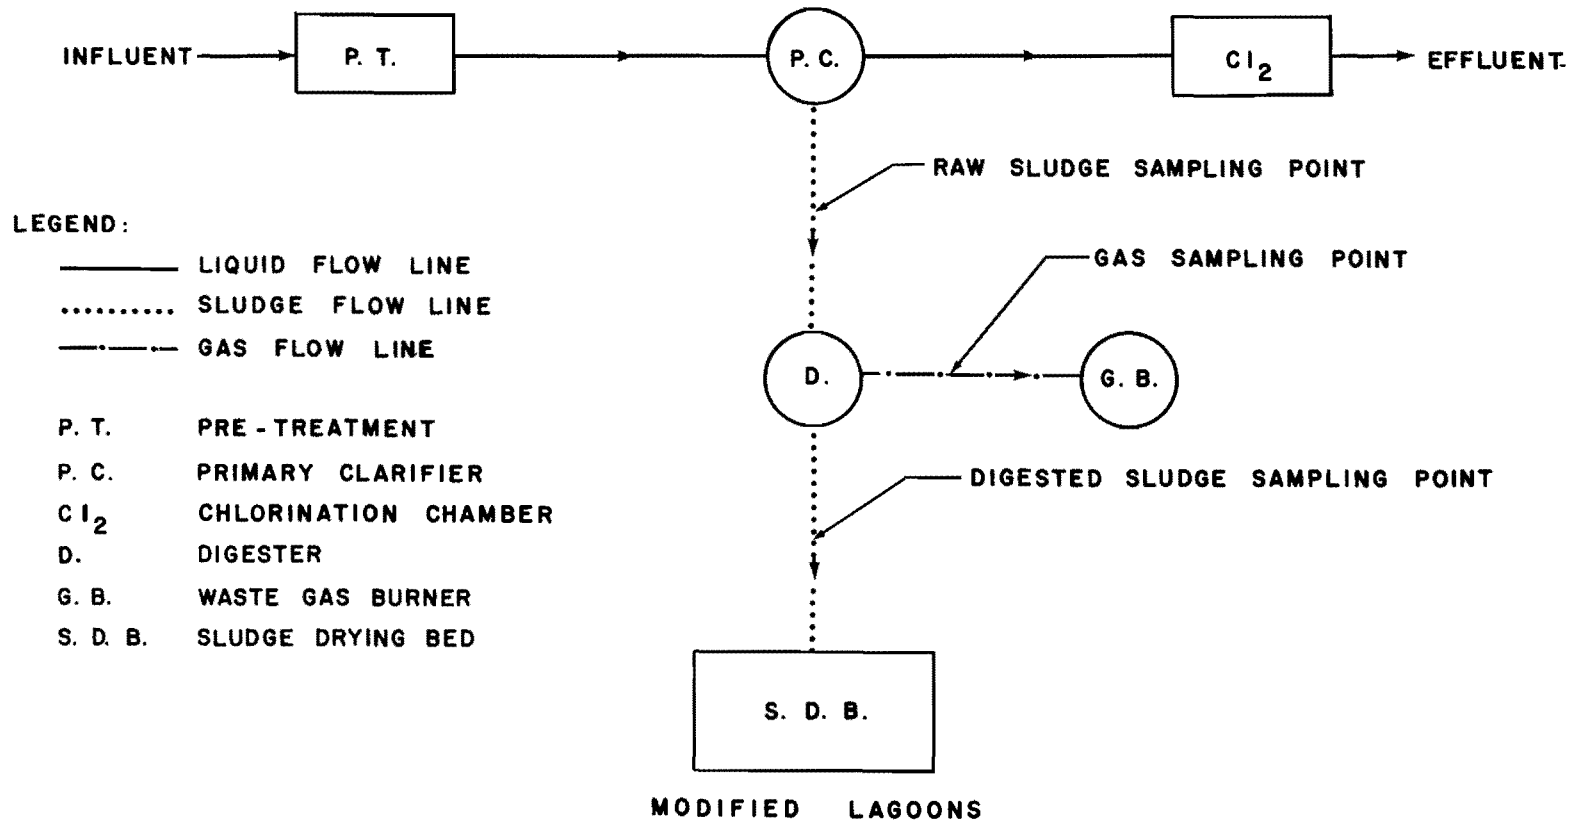 INFLUENT P. T. P. C. Cl2 EFFLUENT
RAW SLUDGE SAMPLING POINT
LEGEND:
LIQUID FLOW LINE
SLUDGE FLOW LINE
GAS FLOW LINE
GAS SAMPLING POINT
D. G. B.
P. T. PRE-TREATMENT
P. C. PRIMARY CLARIFIER
Cl2 CHLORINATION CHAMBER
D. DIGESTER
G. B. WASTE GAS BURNER
S. D. B. SLUDGE DRYING BED
DIGESTED SLUDGE SAMPLING POINT
S. D. B.
MODIFIED LAGOONS